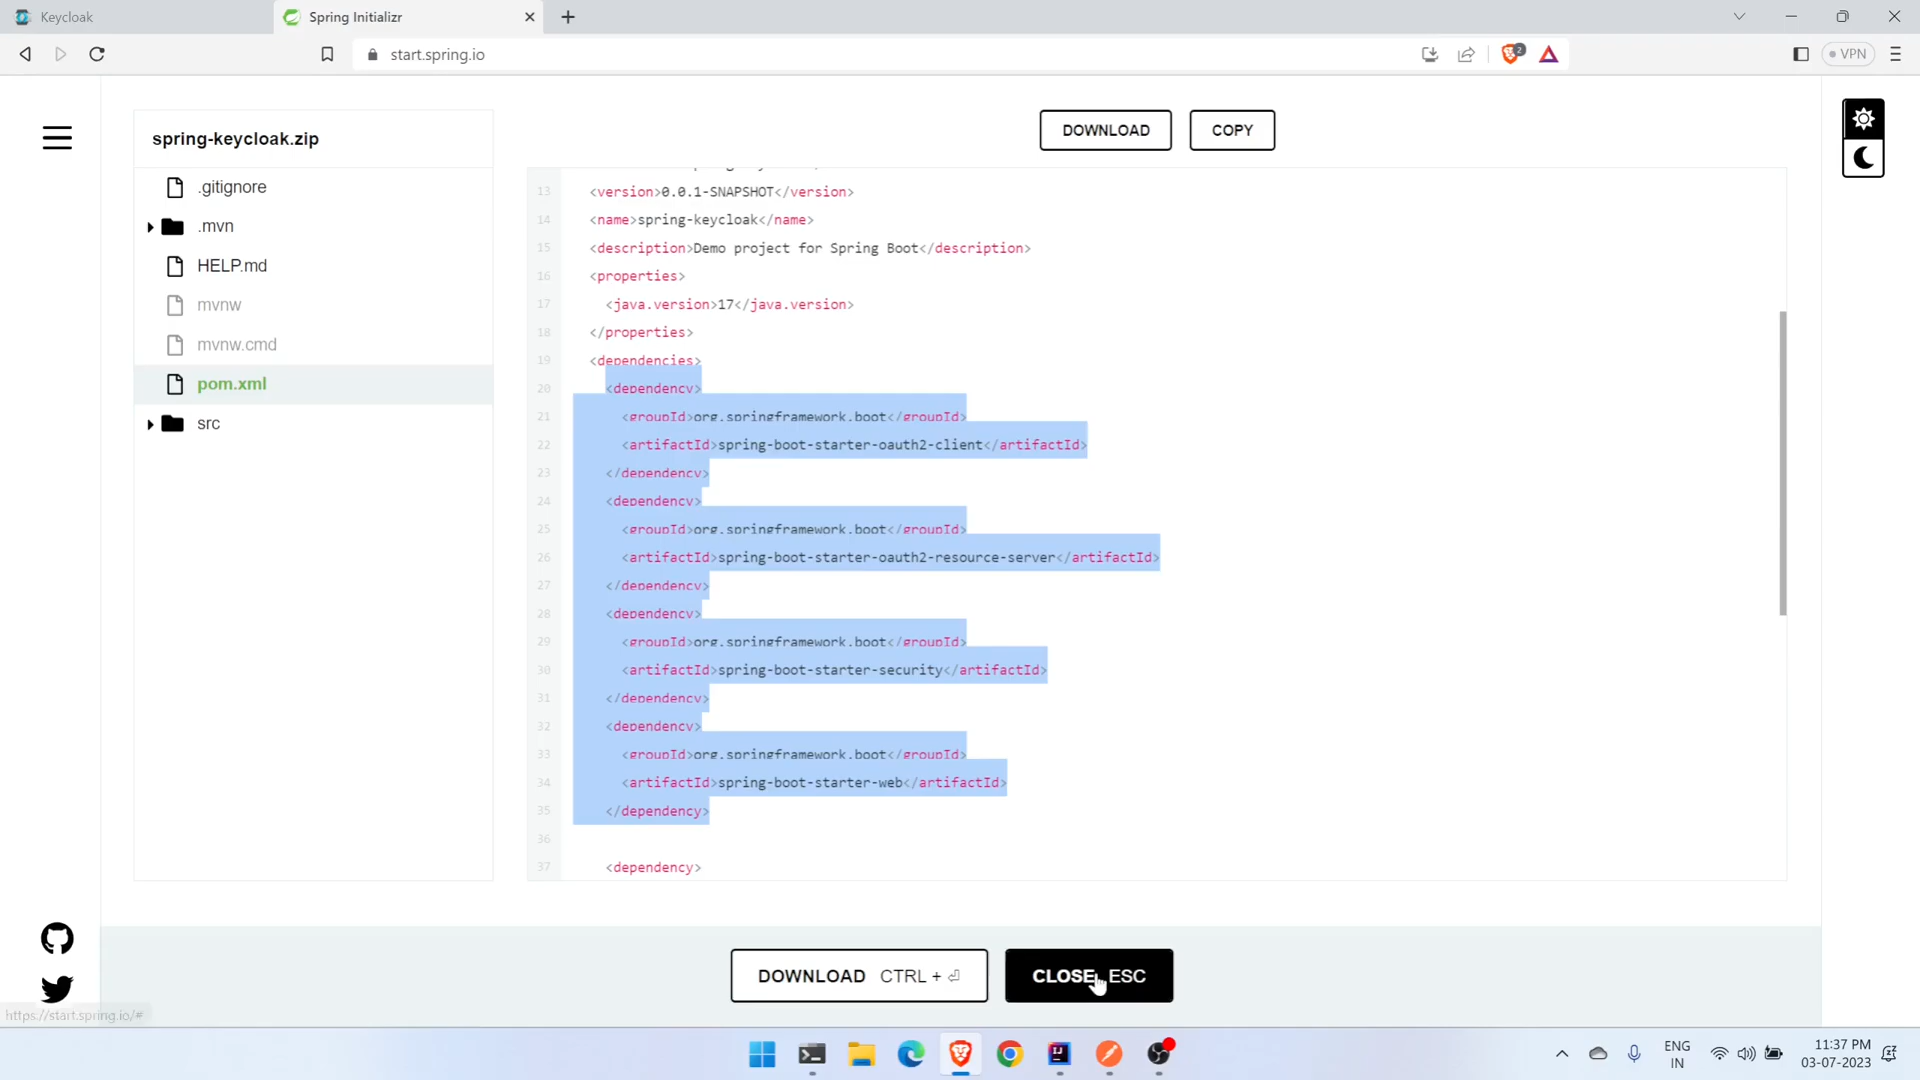 Keycloak
Spring Initializr
start.spring.io
2
VPN
spring-keycloak.zip
DOWNLOAD
COPY
.gitignore
.mvn
HELP.md
mvnw
mvnw.cmd
pom.xml
src
13 <version>0.0.1-SNAPSHOT</version>
14 <name>spring-keycloak</name>
15 <description>Demo project for Spring Boot</description>
16 <properties>
17 <java.version>17</java.version>
18 </properties>
19 <dependencies>
20 <dependency>
21 <groupId>org.springframework.boot</groupId>
22 <artifactId>spring-boot-starter-oauth2-client</artifactId>
23 </dependency>
24 <dependency>
25 <groupId>org.springframework.boot</groupId>
26 <artifactId>spring-boot-starter-oauth2-resource-server</artifactId>
27 </dependency>
28 <dependency>
29 <groupId>org.springframework.boot</groupId>
30 <artifactId>spring-boot-starter-security</artifactId>
31 </dependency>
32 <dependency>
33 <groupId>org.springframework.boot</groupId>
34 <artifactId>spring-boot-starter-web</artifactId>
35 </dependency>
36
37 <dependency>
DOWNLOAD CTRL + ⏎
CLOSE ESC
https://start.spring.io/#
ENG
IN
11:37 PM
03-07-2023